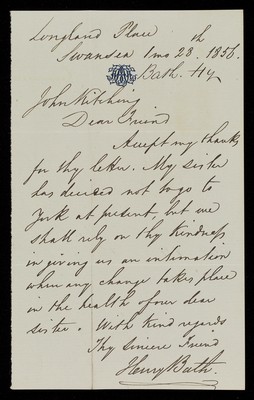 Longland Place
Swansea 1 mo 28th. 1856.
Bath. Hy
John Kitching
Dear Friend
Accept my thanks
for thy letter. My sister
has decided not to go to
York at present, but we
shall rely on thy kindness
in giving us an intimation
when any change takes place
in the health of our dear
sister. With kind regards
Thy Sincere Friend
Henry Bath.